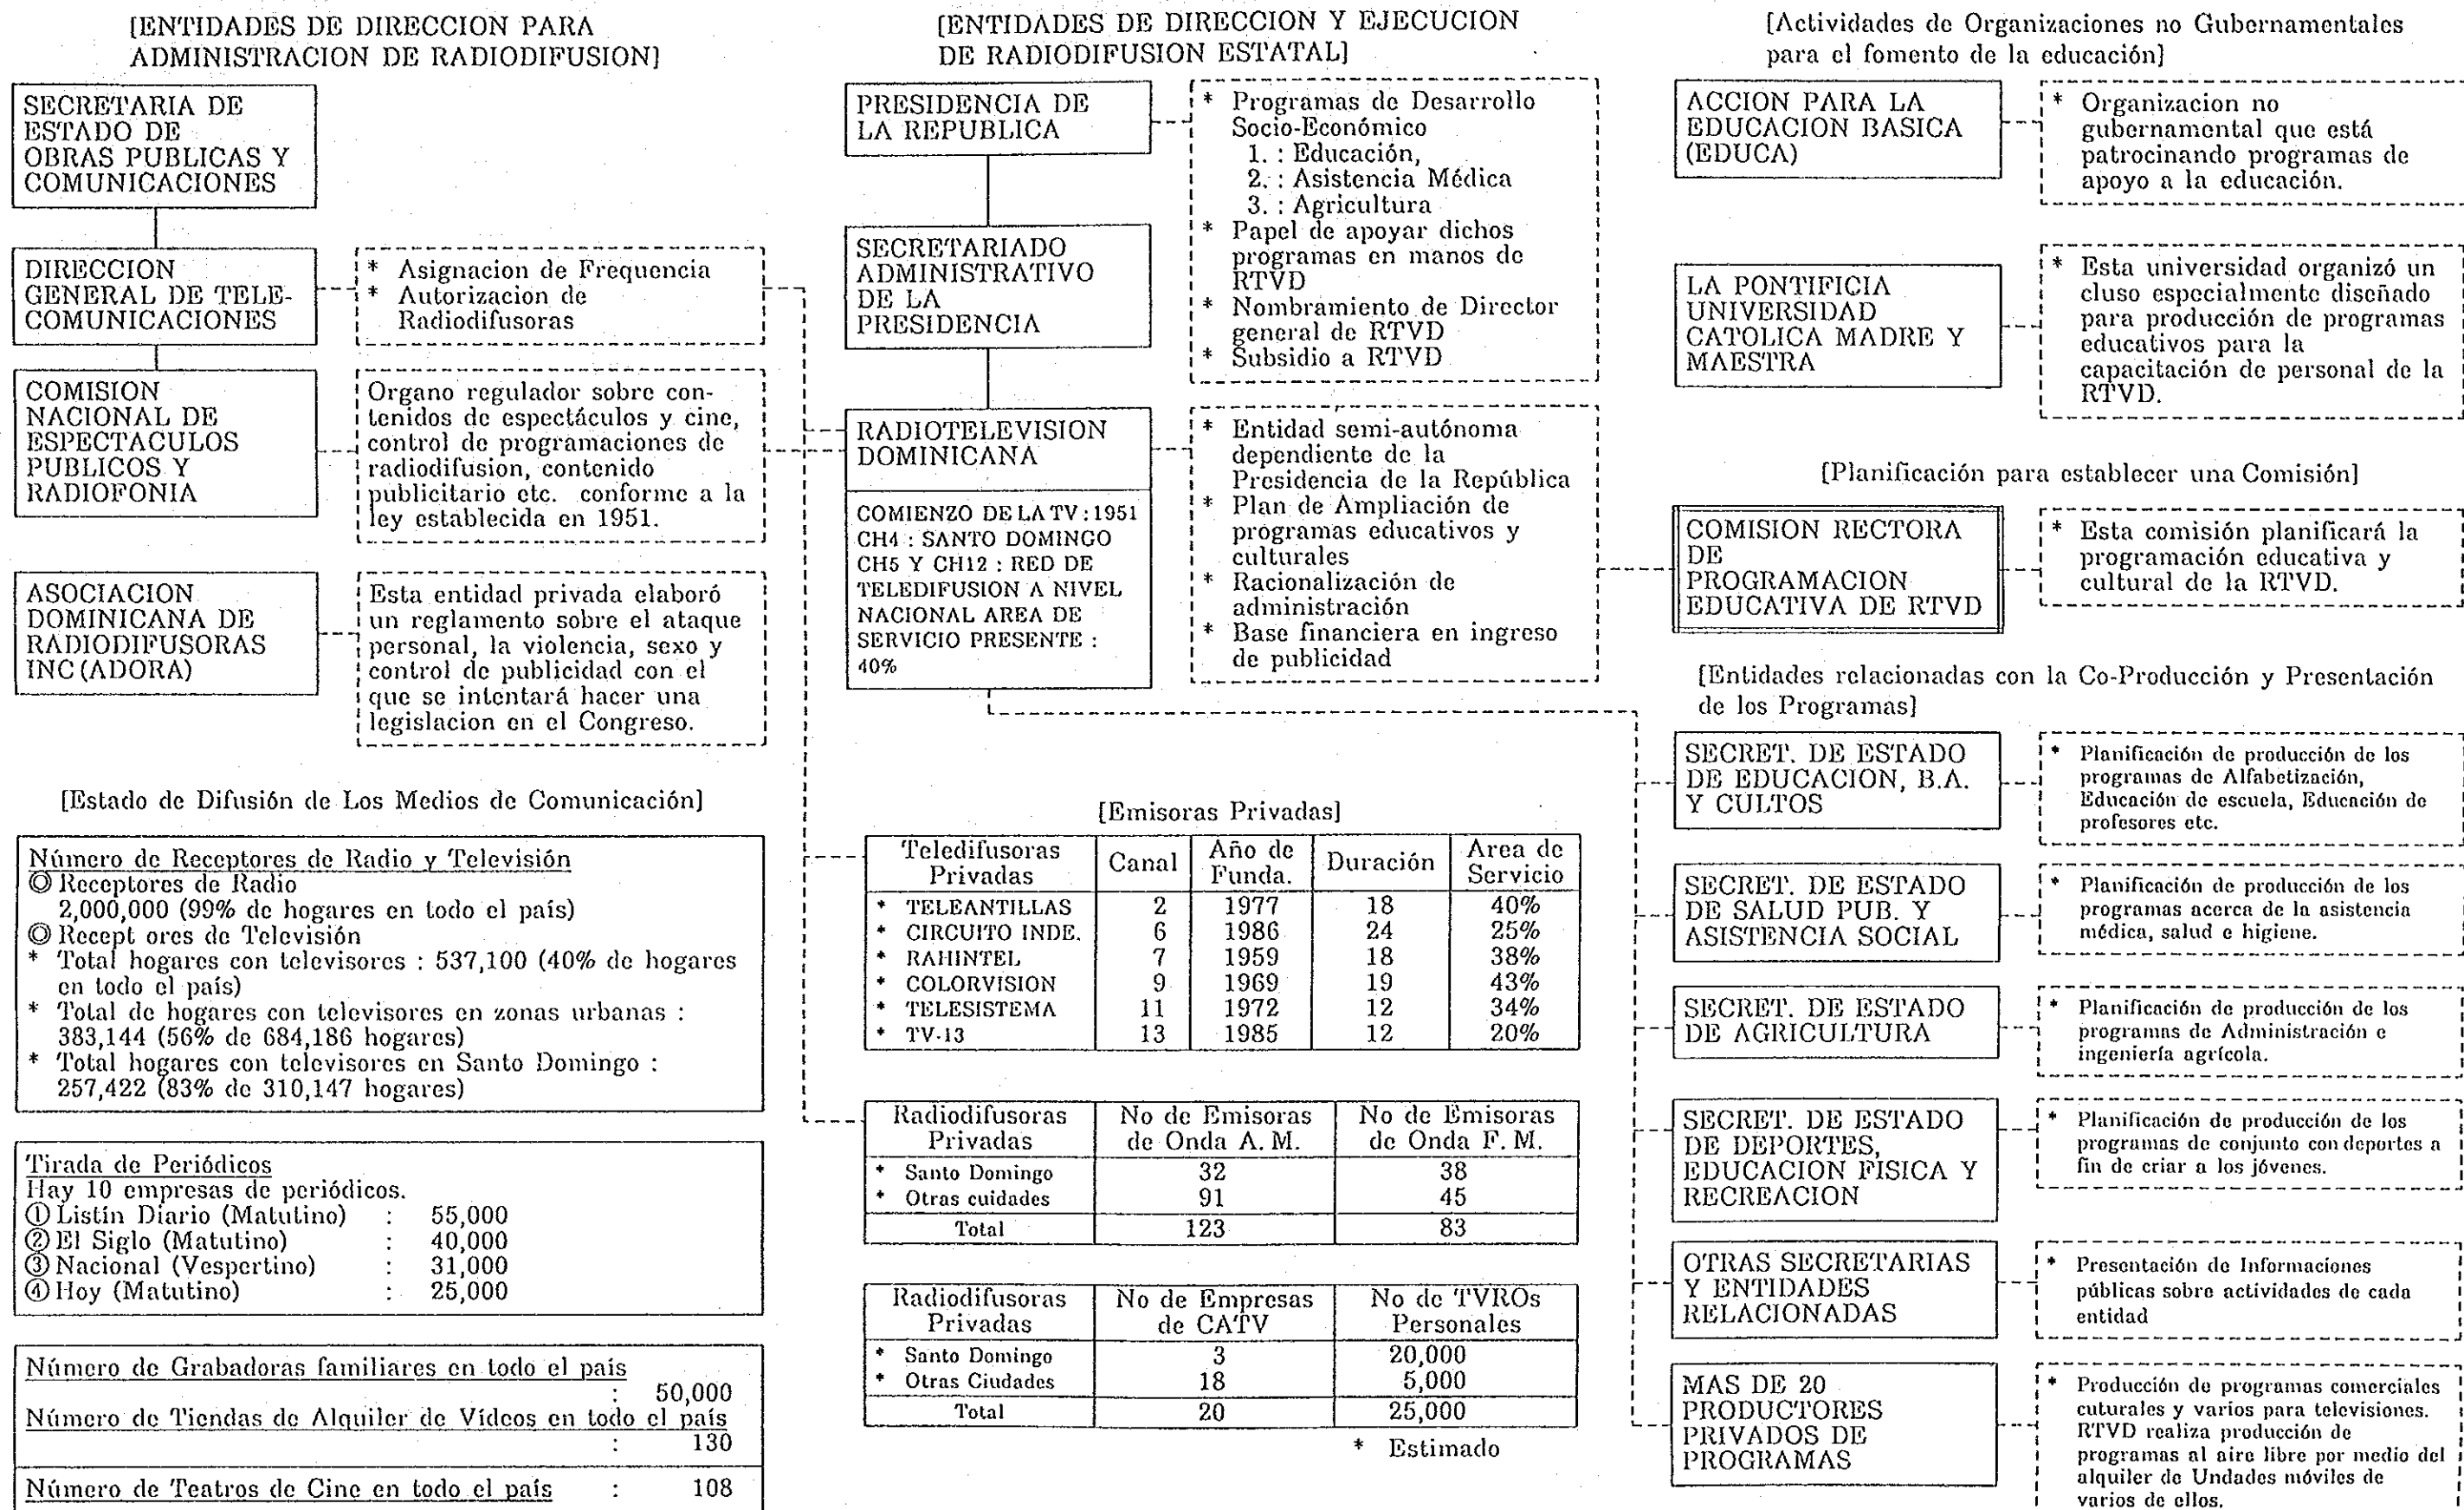 [ENTIDADES DE DIRECCION PARA
ADMINISTRACION DE RADIODIFUSION]
SECRETARIA DE
ESTADO DE
OBRAS PUBLICAS Y
COMUNICACIONES
DIRECCION
GENERAL DE TELE-
COMUNICACIONES
* Asignacion de Frequencia
* Autorizacion de
Radiodifusoras
COMISION
NACIONAL DE
ESPECTACULOS
PUBLICOS Y
RADIOFONIA
Organo regulador sobre con-
tenidos de espectáculos y cine,
control de programaciones de
radiodifusion, contenido
publicitario etc. conforme a la
ley establecida en 1951.
ASOCIACION
DOMINICANA DE
RADIODIFUSORAS
INC (ADORA)
Esta entidad privada elaboró
un reglamento sobre el ataque
personal, la violencia, sexo y
control de publicidad con el
que se intentará hacer una
legislacion en el Congreso.
[Estado de Difusión de Los Medios de Comunicación]
Número de Receptores de Radio y Televisión
◎ Receptores de Radio
2,000,000 (99% de hogares en todo el país)
◎ Recept ores de Televisión
* Total hogares con televisores : 537,100 (40% de hogares
en todo el país)
* Total de hogares con televisores en zonas urbanas :
383,144 (56% de 684,186 hogares)
* Total hogares con televisores en Santo Domingo :
257,422 (83% de 310,147 hogares)
Tirada de Periódicos
Hay 10 empresas de periódicos.
① Listín Diario (Matutino) : 55,000
② El Siglo (Matutino) : 40,000
③ Nacional (Vespertino) : 31,000
④ Hoy (Matutino) : 25,000
Número de Grabadoras familiares en todo el país
: 50,000
Número de Tiendas de Alquiler de Vídeos en todo el país
: 130
Número de Teatros de Cine en todo el país : 108
[ENTIDADES DE DIRECCION Y EJECUCION
DE RADIODIFUSION ESTATAL]
PRESIDENCIA DE
LA REPUBLICA
* Programas de Desarrollo
Socio-Económico
1. : Educación,
2. : Asistencia Médica
3. : Agricultura
* Papel de apoyar dichos
programas en manos de
RTVD
* Nombramiento de Director
general de RTVD
* Subsidio a RTVD
SECRETARIADO
ADMINISTRATIVO
DE LA
PRESIDENCIA
RADIOTELEVISION
DOMINICANA
COMIENZO DE LA TV : 1951
CH4 : SANTO DOMINGO
CH5 Y CH12 : RED DE
TELEDIFUSION A NIVEL
NACIONAL AREA DE
SERVICIO PRESENTE :
40%
* Entidad semi-autónoma
dependiente de la
Presidencia de la República
* Plan de Ampliación de
programas educativos y
culturales
* Racionalización de
administración
* Base financiera en ingreso
de publicidad
[Emisoras Privadas]
Teledifusoras Privadas Canal Año de Funda. Duración Area de Servicio
* TELEANTILLAS 2 1977 18 40%
* CIRCUITO INDE. 6 1986 24 25%
* RAHINTEL 7 1959 18 38%
* COLORVISION 9 1969 19 43%
* TELESISTEMA 11 1972 12 34%
* TV-13 13 1985 12 20%
Radiodifusoras Privadas No de Emisoras de Onda A. M. No de Emisoras de Onda F. M.
* Santo Domingo 32 38
* Otras cuidades 91 45
Total 123 83
Radiodifusoras Privadas No de Empresas de CATV No de TVROs Personales
* Santo Domingo 3 20,000
* Otras Ciudades 18 5,000
Total 20 25,000
* Estimado
[Actividades de Organizaciones no Gubernamentales
para el fomento de la educación]
ACCION PARA LA
EDUCACION BASICA
(EDUCA)
* Organizacion no
gubernamental que está
patrocinando programas de
apoyo a la educación.
LA PONTIFICIA
UNIVERSIDAD
CATOLICA MADRE Y
MAESTRA
* Esta universidad organizó un
cluso especialmente diseñado
para producción de programas
educativos para la
capacitación de personal de la
RTVD.
[Planificación para establecer una Comisión]
COMISION RECTORA
DE
PROGRAMACION
EDUCATIVA DE RTVD
* Esta comisión planificará la
programación educativa y
cultural de la RTVD.
[Entidades relacionadas con la Co-Producción y Presentación
de los Programas]
SECRET. DE ESTADO
DE EDUCACION, B.A.
Y CULTOS
* Planificación de producción de los
programas de Alfabetización,
Educación de escuela, Educación de
profesores etc.
SECRET. DE ESTADO
DE SALUD PUB. Y
ASISTENCIA SOCIAL
* Planificación de producción de los
programas acerca de la asistencia
médica, salud e higiene.
SECRET. DE ESTADO
DE AGRICULTURA
* Planificación de producción de los
programas de Administración e
ingeniería agrícola.
SECRET. DE ESTADO
DE DEPORTES,
EDUCACION FISICA Y
RECREACION
* Planificación de producción de los
programas de conjunto con deportes a
fin de criar a los jóvenes.
OTRAS SECRETARIAS
Y ENTIDADES
RELACIONADAS
* Presentación de Informaciones
públicas sobre actividades de cada
entidad
MAS DE 20
PRODUCTORES
PRIVADOS DE
PROGRAMAS
* Producción de programas comerciales
cuturales y varios para televisiones.
RTVD realiza producción de
programas al aire libre por medio del
alquiler de Undades móviles de
varios de ellos.